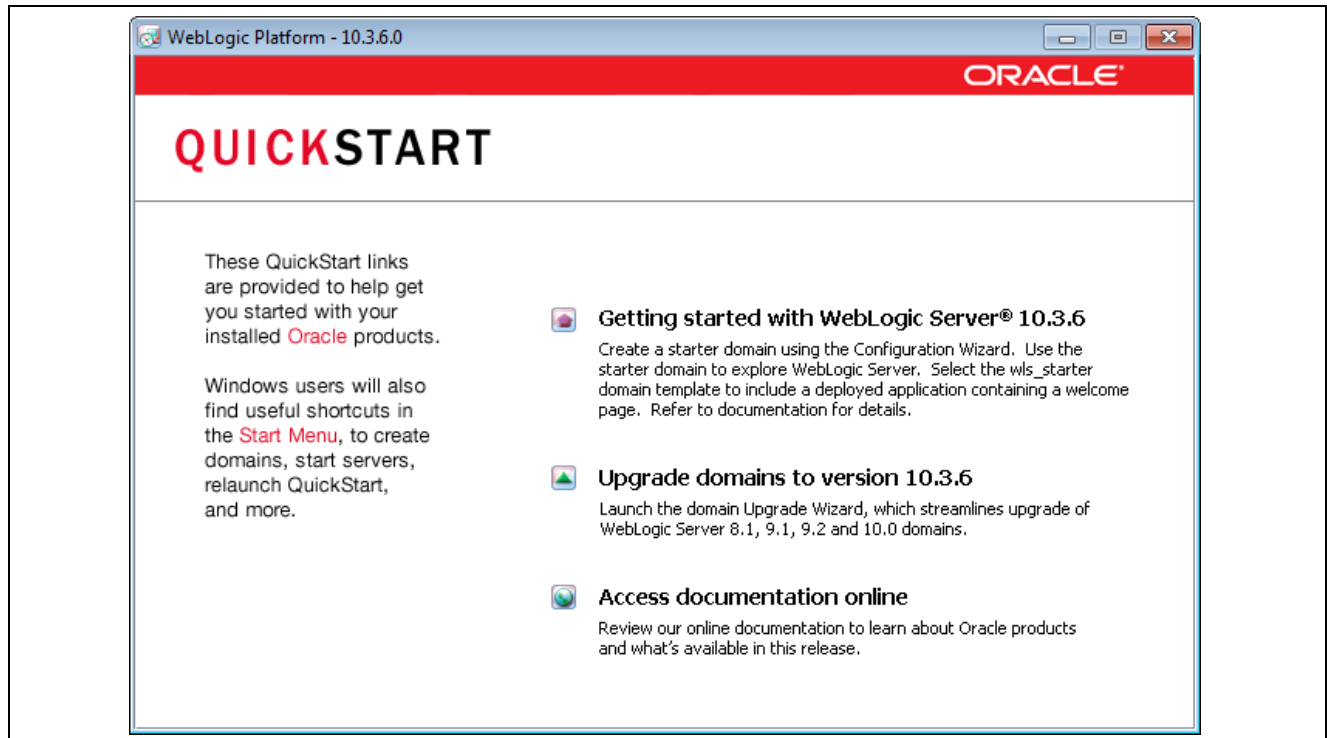 WebLogic Platform - 10.3.6.0
ORACLE®
QUICKSTART
These QuickStart links
are provided to help get
you started with your
installed Oracle products.
Windows users will also
find useful shortcuts in
the Start Menu, to create
domains, start servers,
relaunch QuickStart,
and more.
Getting started with WebLogic Server® 10.3.6
Create a starter domain using the Configuration Wizard.  Use the
starter domain to explore WebLogic Server.  Select the wls_starter
domain template to include a deployed application containing a welcome
page.  Refer to documentation for details.
Upgrade domains to version 10.3.6
Launch the domain Upgrade Wizard, which streamlines upgrade of
WebLogic Server 8.1, 9.1, 9.2 and 10.0 domains.
Access documentation online
Review our online documentation to learn about Oracle products
and what's available in this release.